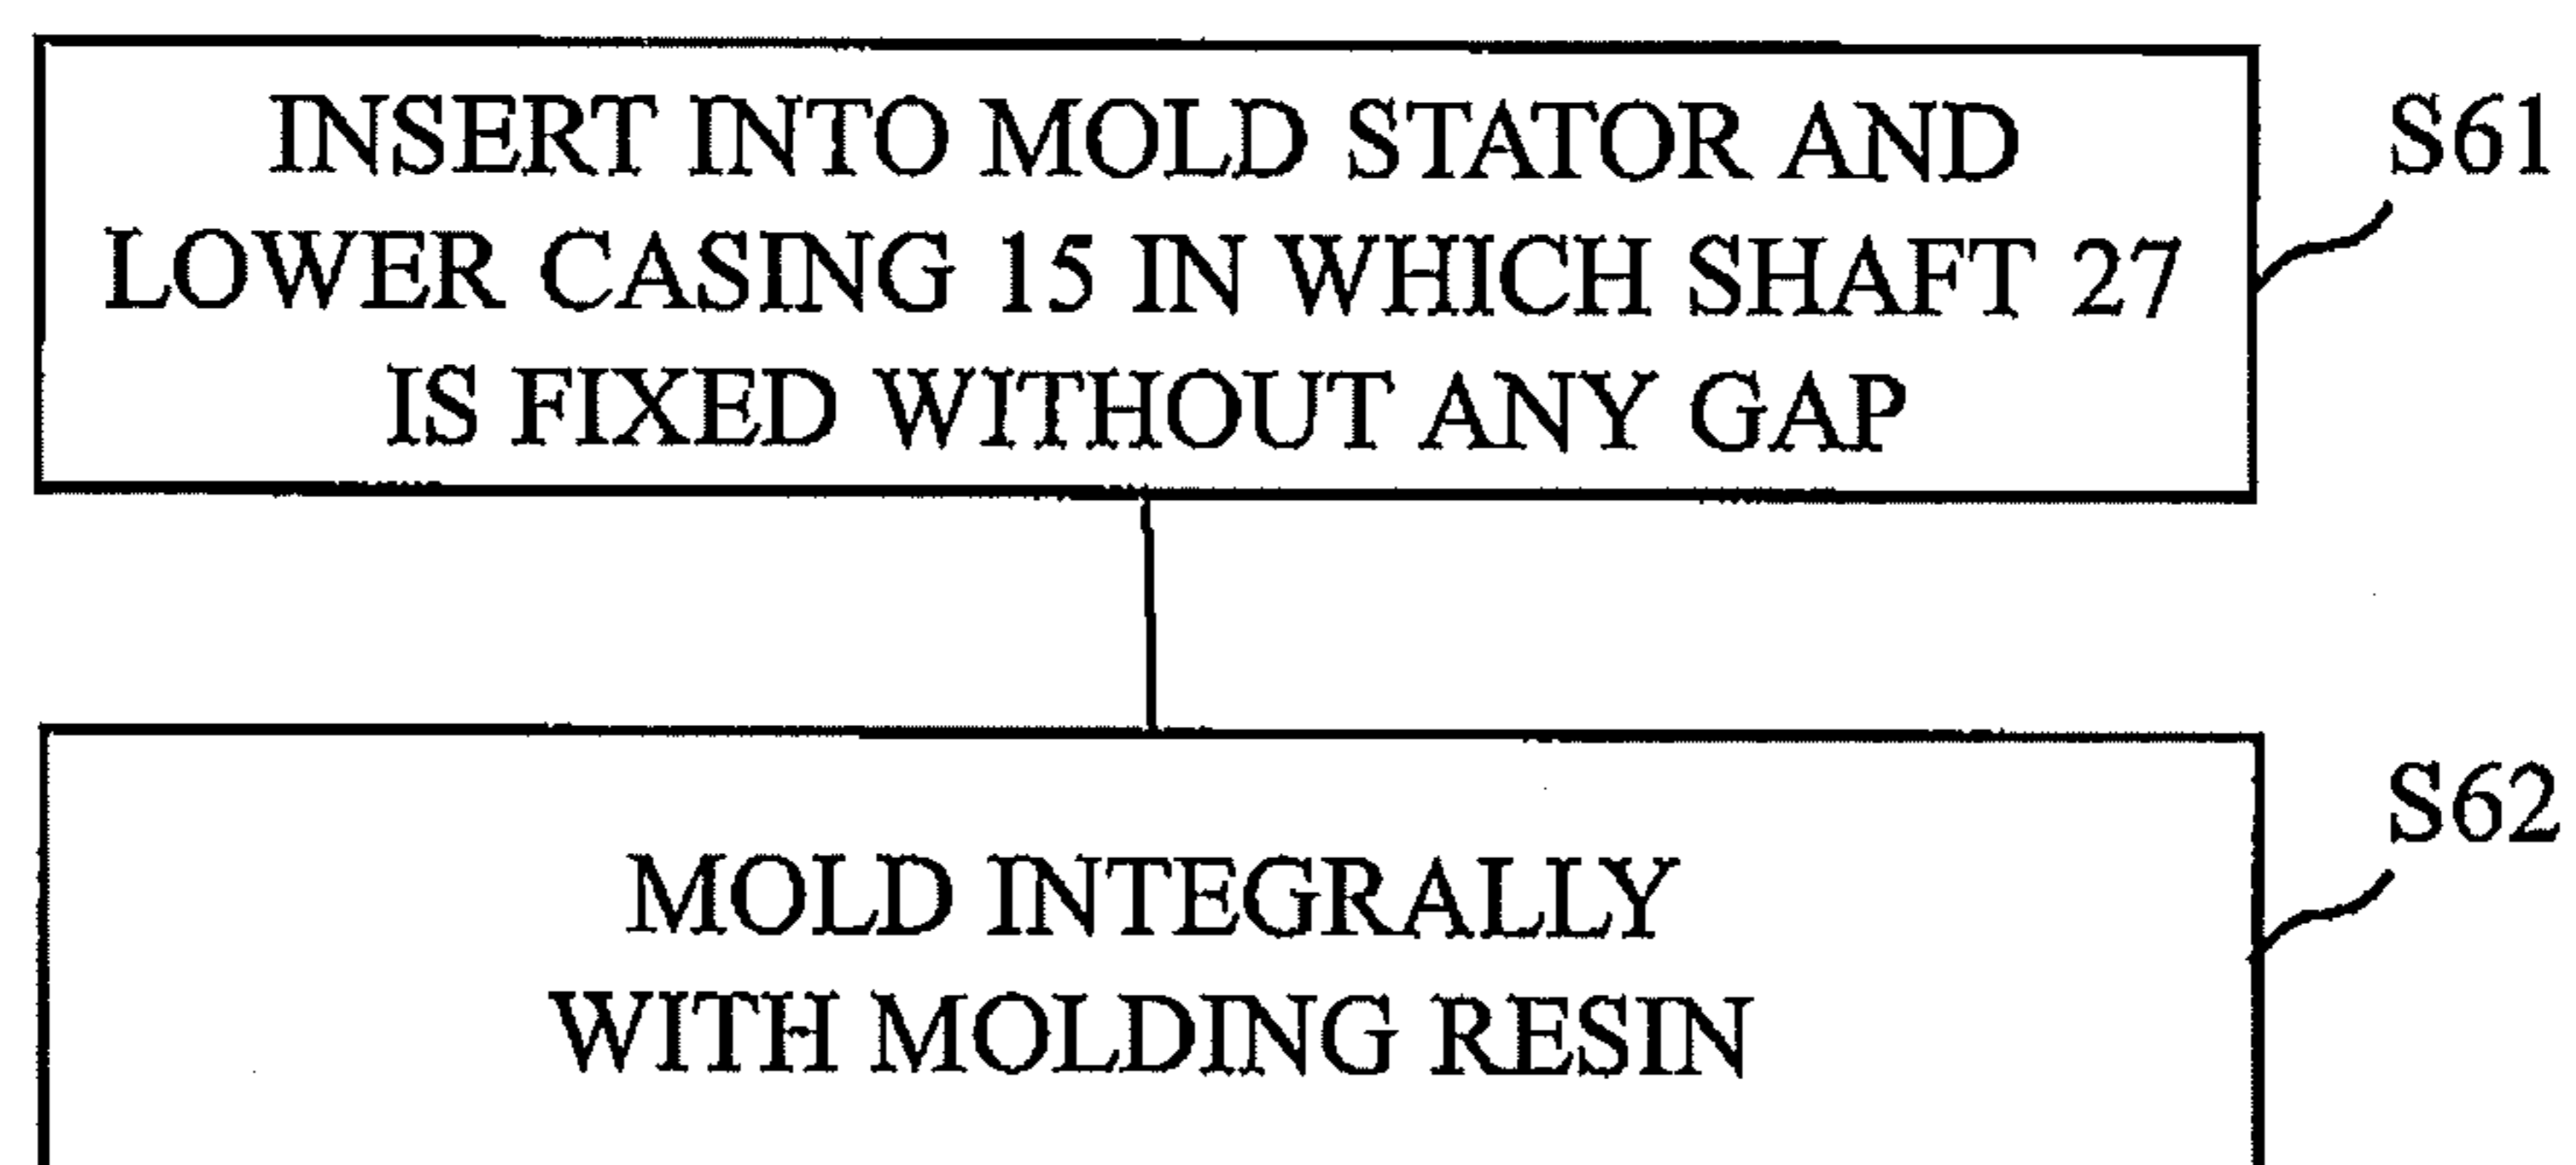 INSERT INTO MOLD STATOR AND
LOWER CASING 15 IN WHICH SHAFT 27
IS FIXED WITHOUT ANY GAP
S61
MOLD INTEGRALLY
WITH MOLDING RESIN
S62